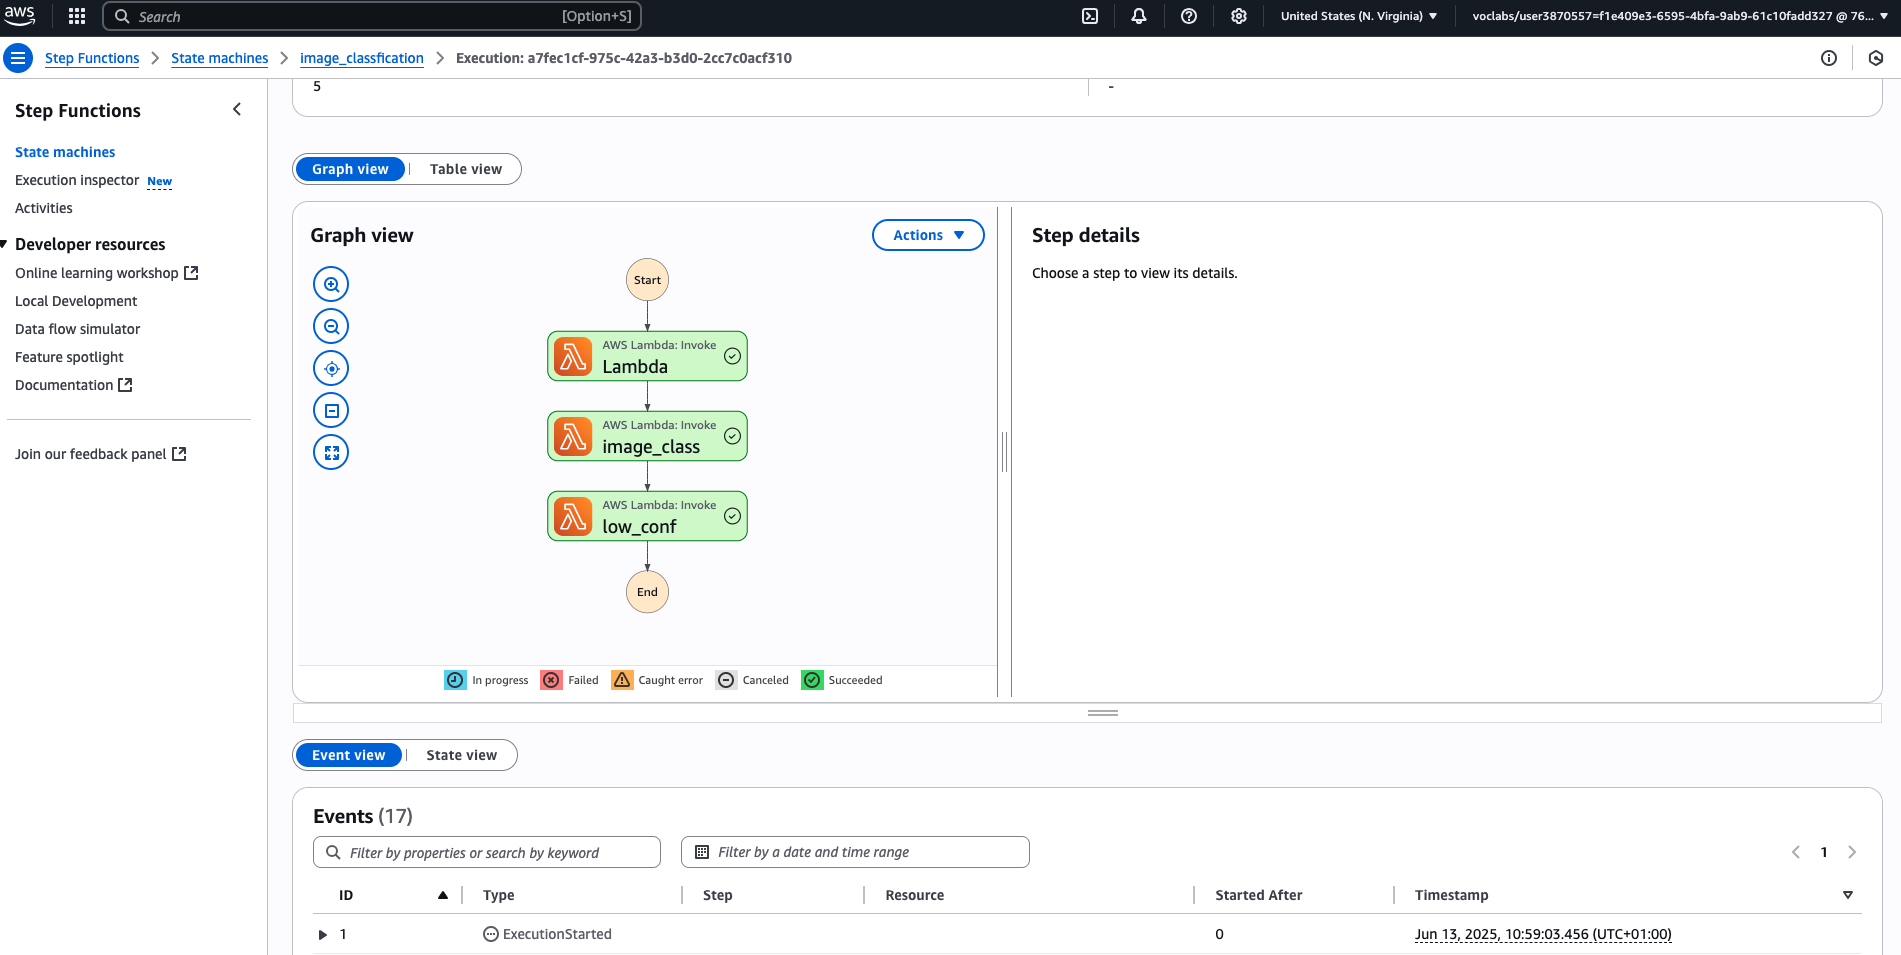 aws
Search [Option+S]
United States (N. Virginia)
voclabs/user3870557=f1e409e3-6595-4bfa-9ab9-61c10fadd327 @ 76...
Step Functions
State machines
image_classfication
Execution: a7fec1cf-975c-42a3-b3d0-2cc7c0acf310
Step Functions
State machines
Execution inspector New
Activities
Developer resources
Online learning workshop
Local Development
Data flow simulator
Feature spotlight
Documentation
Join our feedback panel
5
-
Graph view | Table view
Graph view
Actions
Start
AWS Lambda: Invoke
Lambda
AWS Lambda: Invoke
image_class
AWS Lambda: Invoke
low_conf
End
In progress
Failed
Caught error
Canceled
Succeeded
Step details
Choose a step to view its details.
Event view | State view
Events (17)
Filter by properties or search by keyword
Filter by a date and time range
1
ID Type Step Resource Started After Timestamp
1 ExecutionStarted 0 Jun 13, 2025, 10:59:03.456 (UTC+01:00)